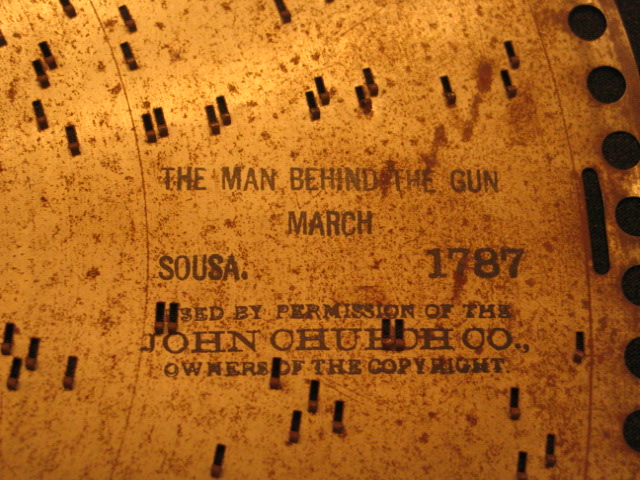 THE MAN BEHIND THE GUN
MARCH
SOUSA. 1787
USED BY PERMISSION OF THE
JOHN CHURCH CO.,
OWNERS OF THE COPYRIGHT.